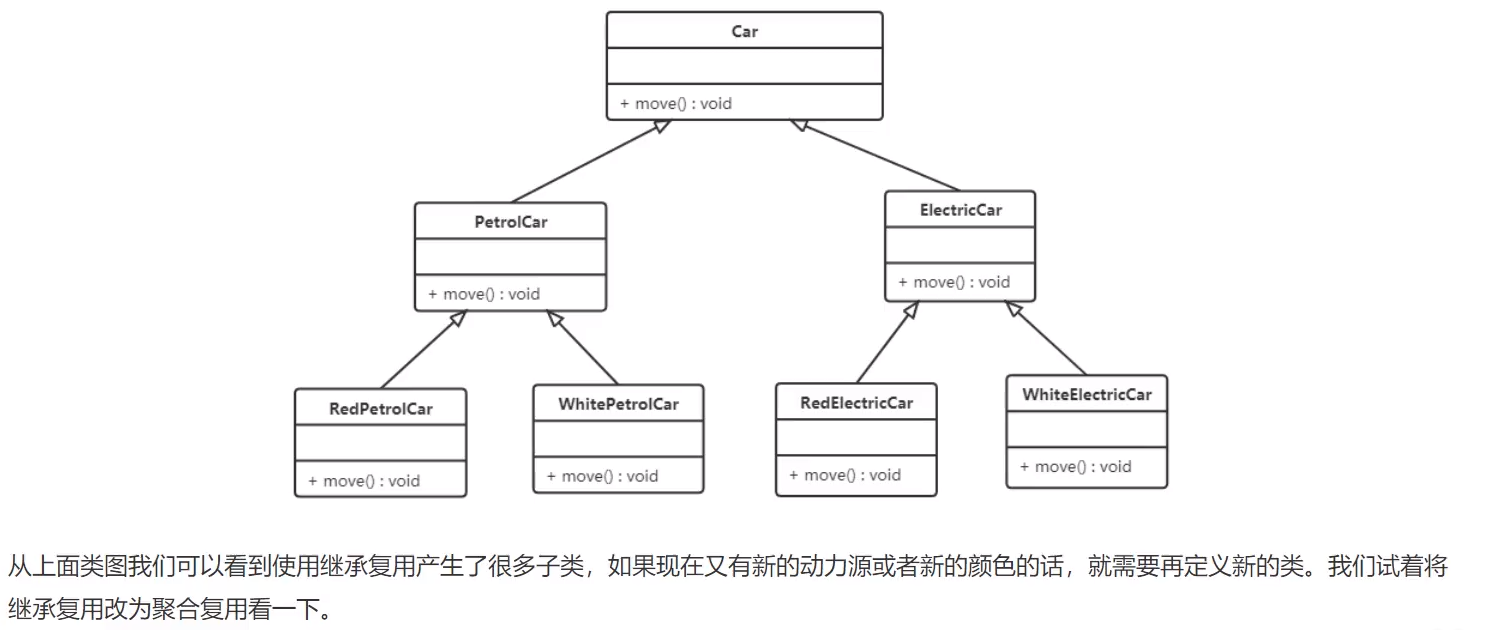 Car
+ move() : void
PetrolCar
+ move() : void
ElectricCar
+ move() : void
RedPetrolCar
+ move() : void
WhitePetrolCar
+ move() : void
RedElectricCar
+ move() : void
WhiteElectricCar
+ move() : void
从上面类图我们可以看到使用继承复用产生了很多子类，如果现在又有新的动力源或者新的颜色的话，就需要再定义新的类。我们试着将
继承复用改为聚合复用看一下。